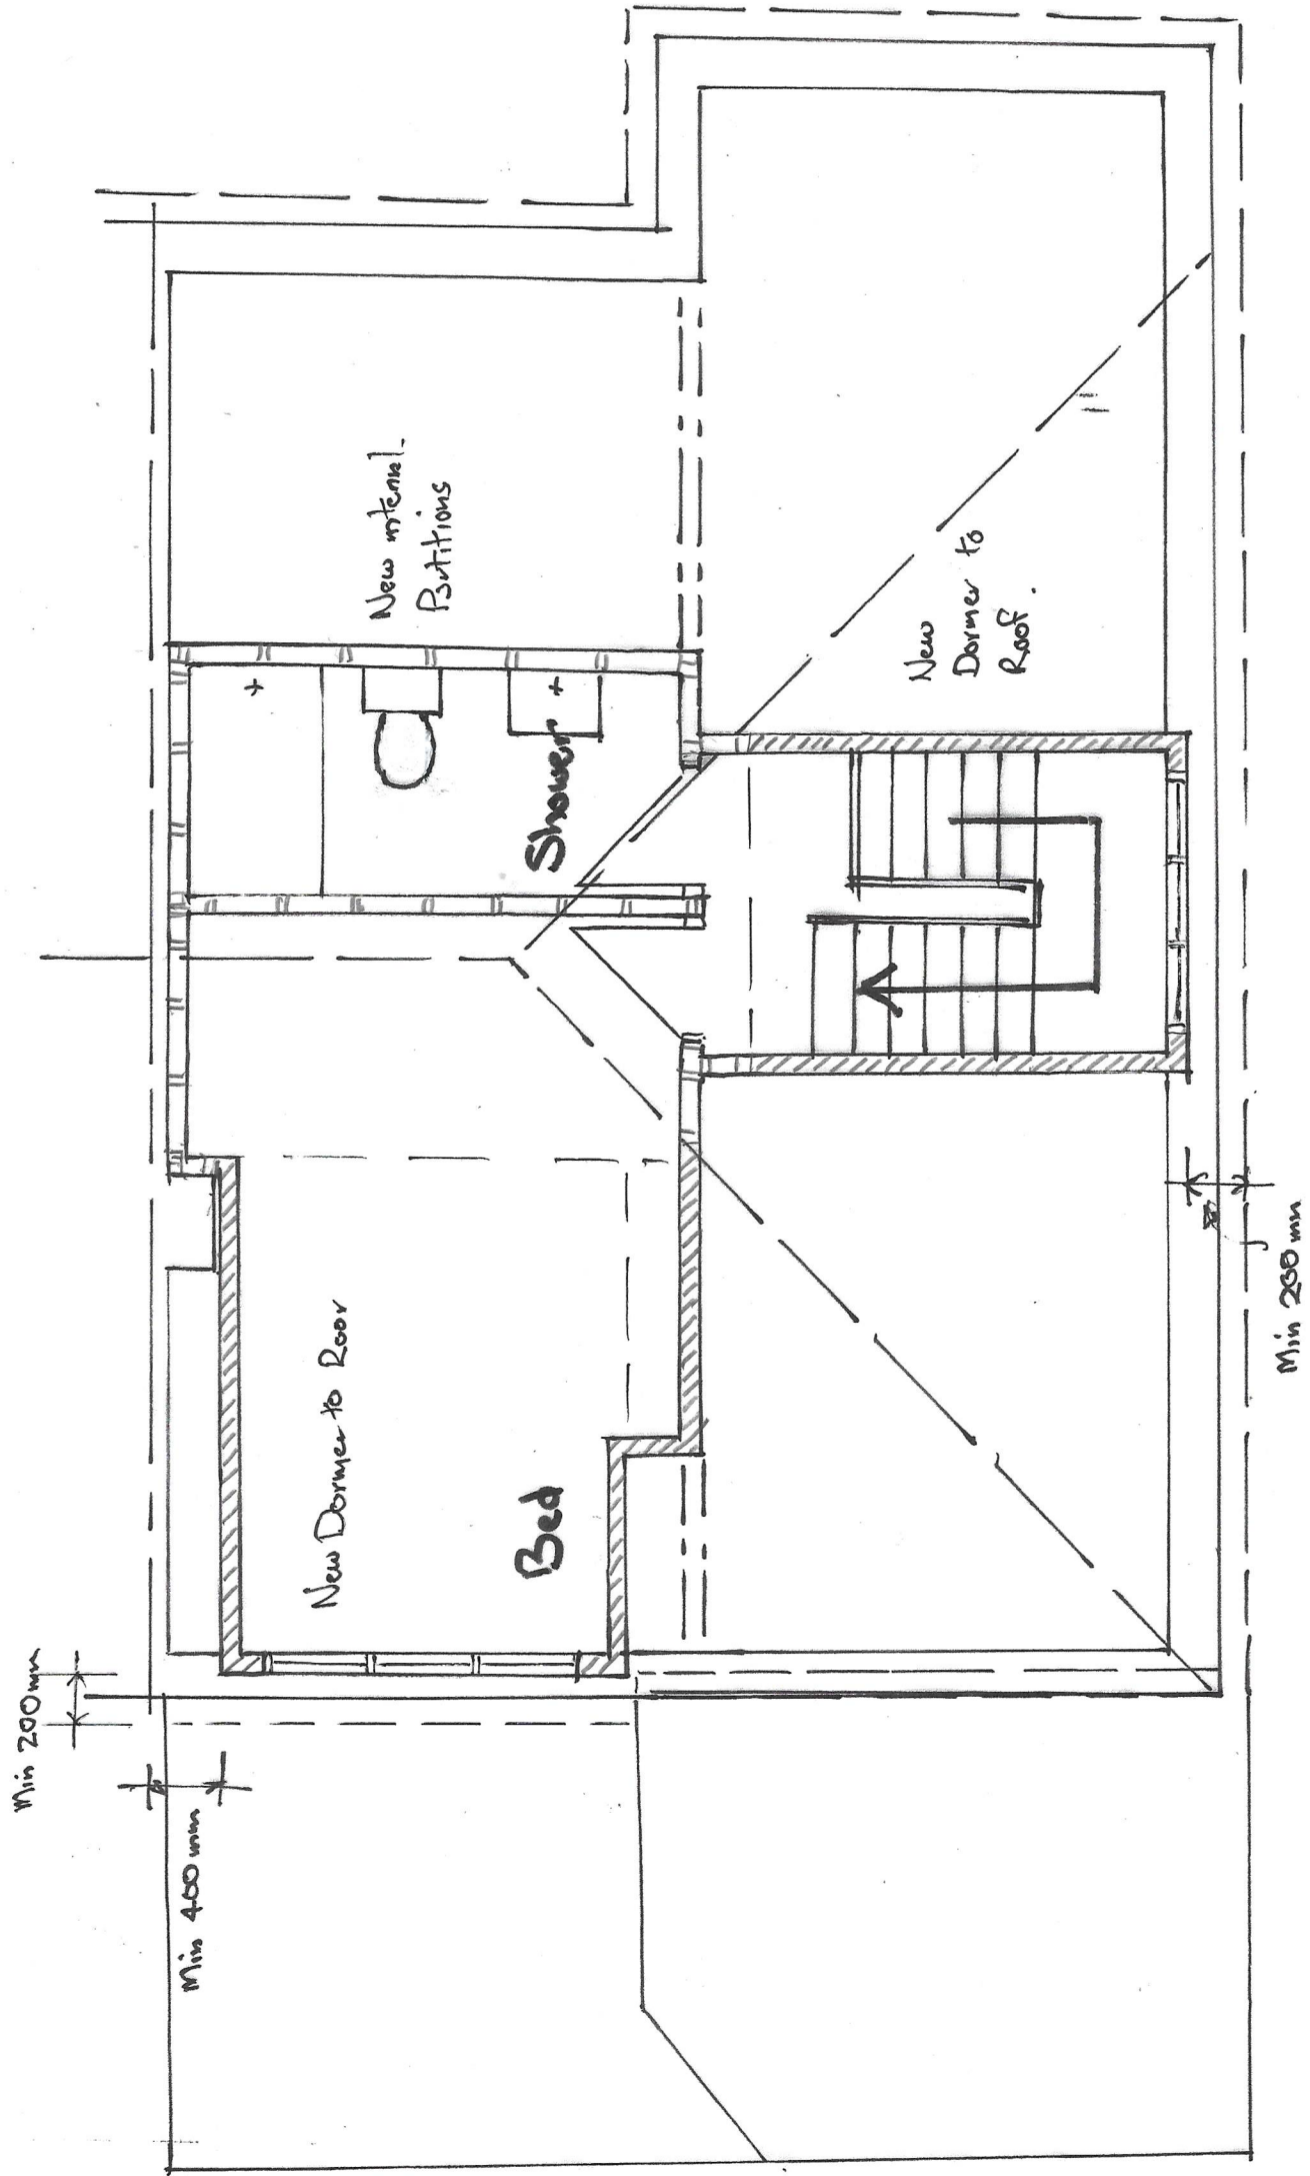 Min 200mm
Min 400mm
New Dormer to Roof
New internal
Partitions
Bed
Shower
New
Dormer to
Roof.
Min 200mm